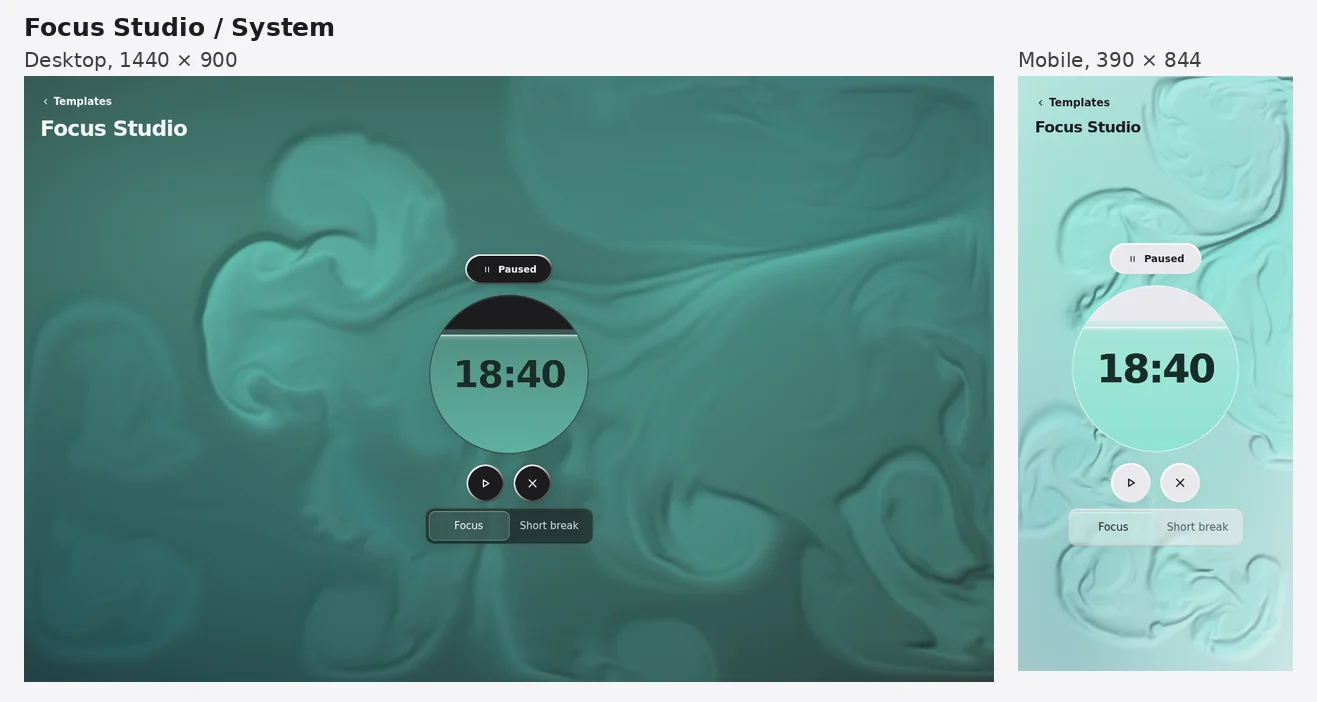 Focus Studio / System
Desktop, 1440 × 900
‹ Templates
Focus Studio
Paused
18:40
Focus
Short break
Mobile, 390 × 844
‹ Templates
Focus Studio
Paused
18:40
Focus
Short break